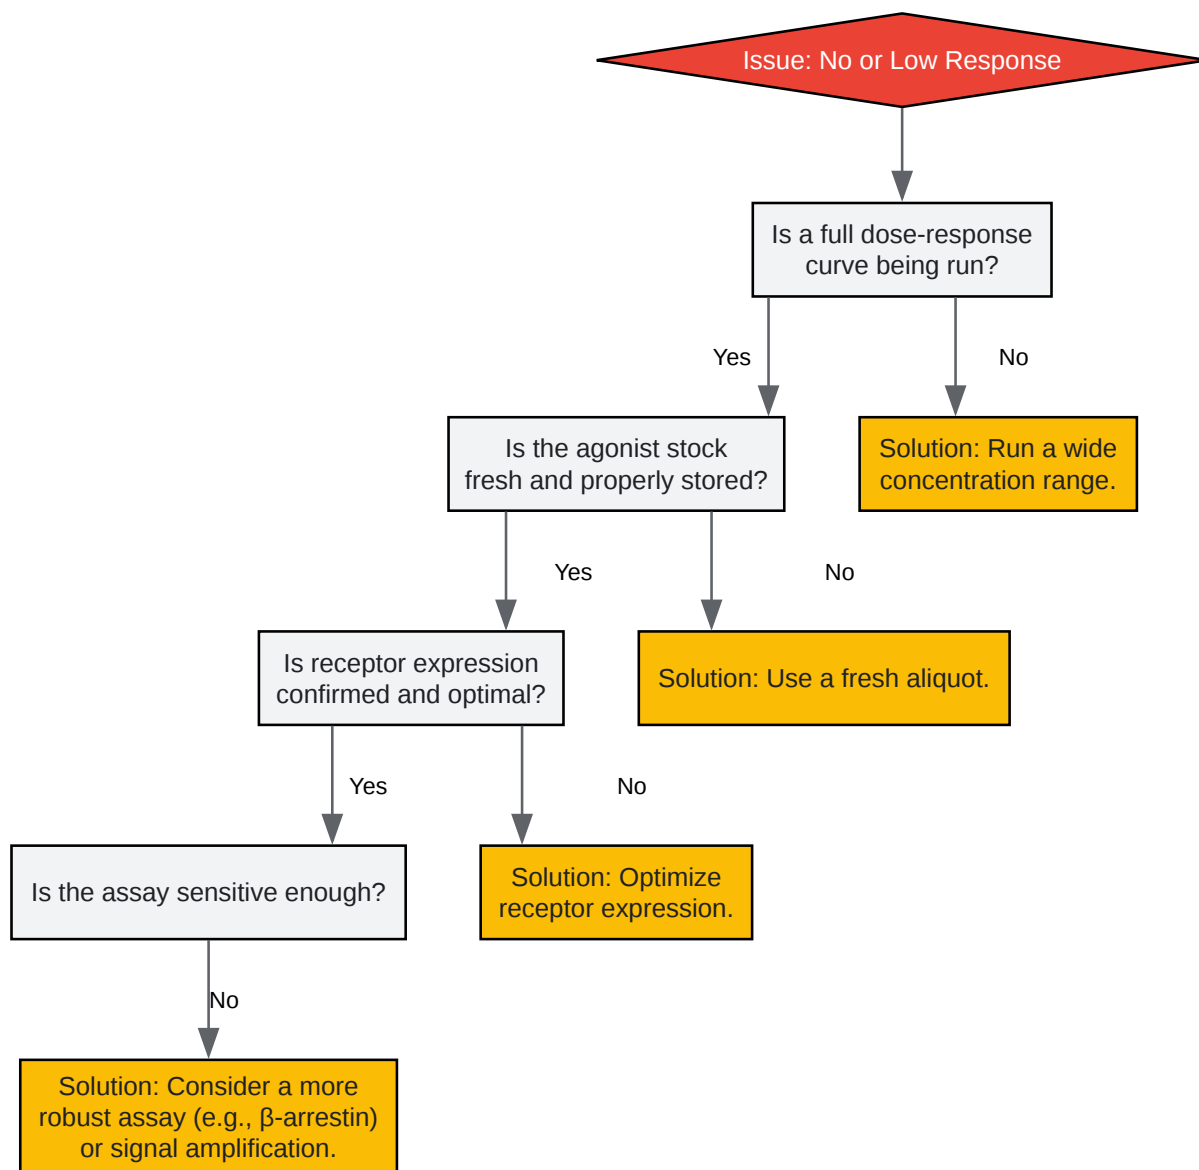 Issue: No or Low Response
Is a full dose-response
curve being run?
Yes
No
Is the agonist stock
fresh and properly stored?
Solution: Run a wide
concentration range.
Yes
No
Is receptor expression
confirmed and optimal?
Solution: Use a fresh aliquot.
Yes
No
Is the assay sensitive enough?
Solution: Optimize
receptor expression.
No
Solution: Consider a more
robust assay (e.g., β-arrestin)
or signal amplification.